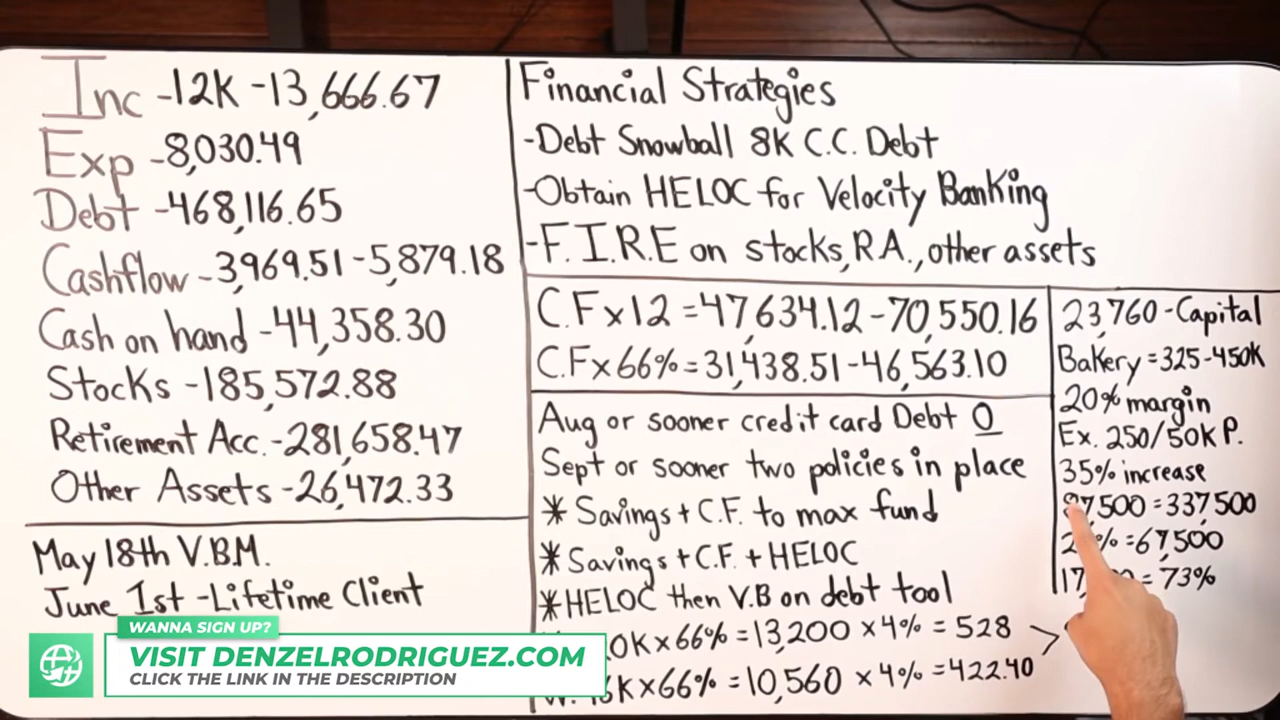 Inc -12K -13,666.67
Exp -8,030.49
Debt -468,116.65
Cashflow -3,969.51 -5,879.18
Cash on hand -44,358.30
Stocks -185,572.88
Retirement Acc. -281,658.47
Other Assets -26,472.33
May 18th V.B.M.
June 1st -Lifetime Client
Financial Strategies
-Debt Snowball 8K C.C. Debt
-Obtain HELOC for Velocity Banking
-F.I.R.E on stocks, R.A., other assets
C.F x 12 = 47,634.12 - 70,550.16
C.F x 66% = 31,438.51 - 46,563.10
Aug or sooner credit card Debt 0
Sept or sooner two policies in place
* Savings + C.F. to max fund
* Savings + C.F. + HELOC
* HELOC then V.B on debt tool
x 66% = 13,200 x 4% = 528 >
x 66% = 10,560 x 4% = 422.40
23,760 - Capital
Bakery = 325-450K
20% margin
Ex. 250/50K P.
35% increase
87,500 = 337,500
% = 67,500
= 73%
WANNA SIGN UP?
VISIT DENZELRODRIGUEZ.COM
CLICK THE LINK IN THE DESCRIPTION